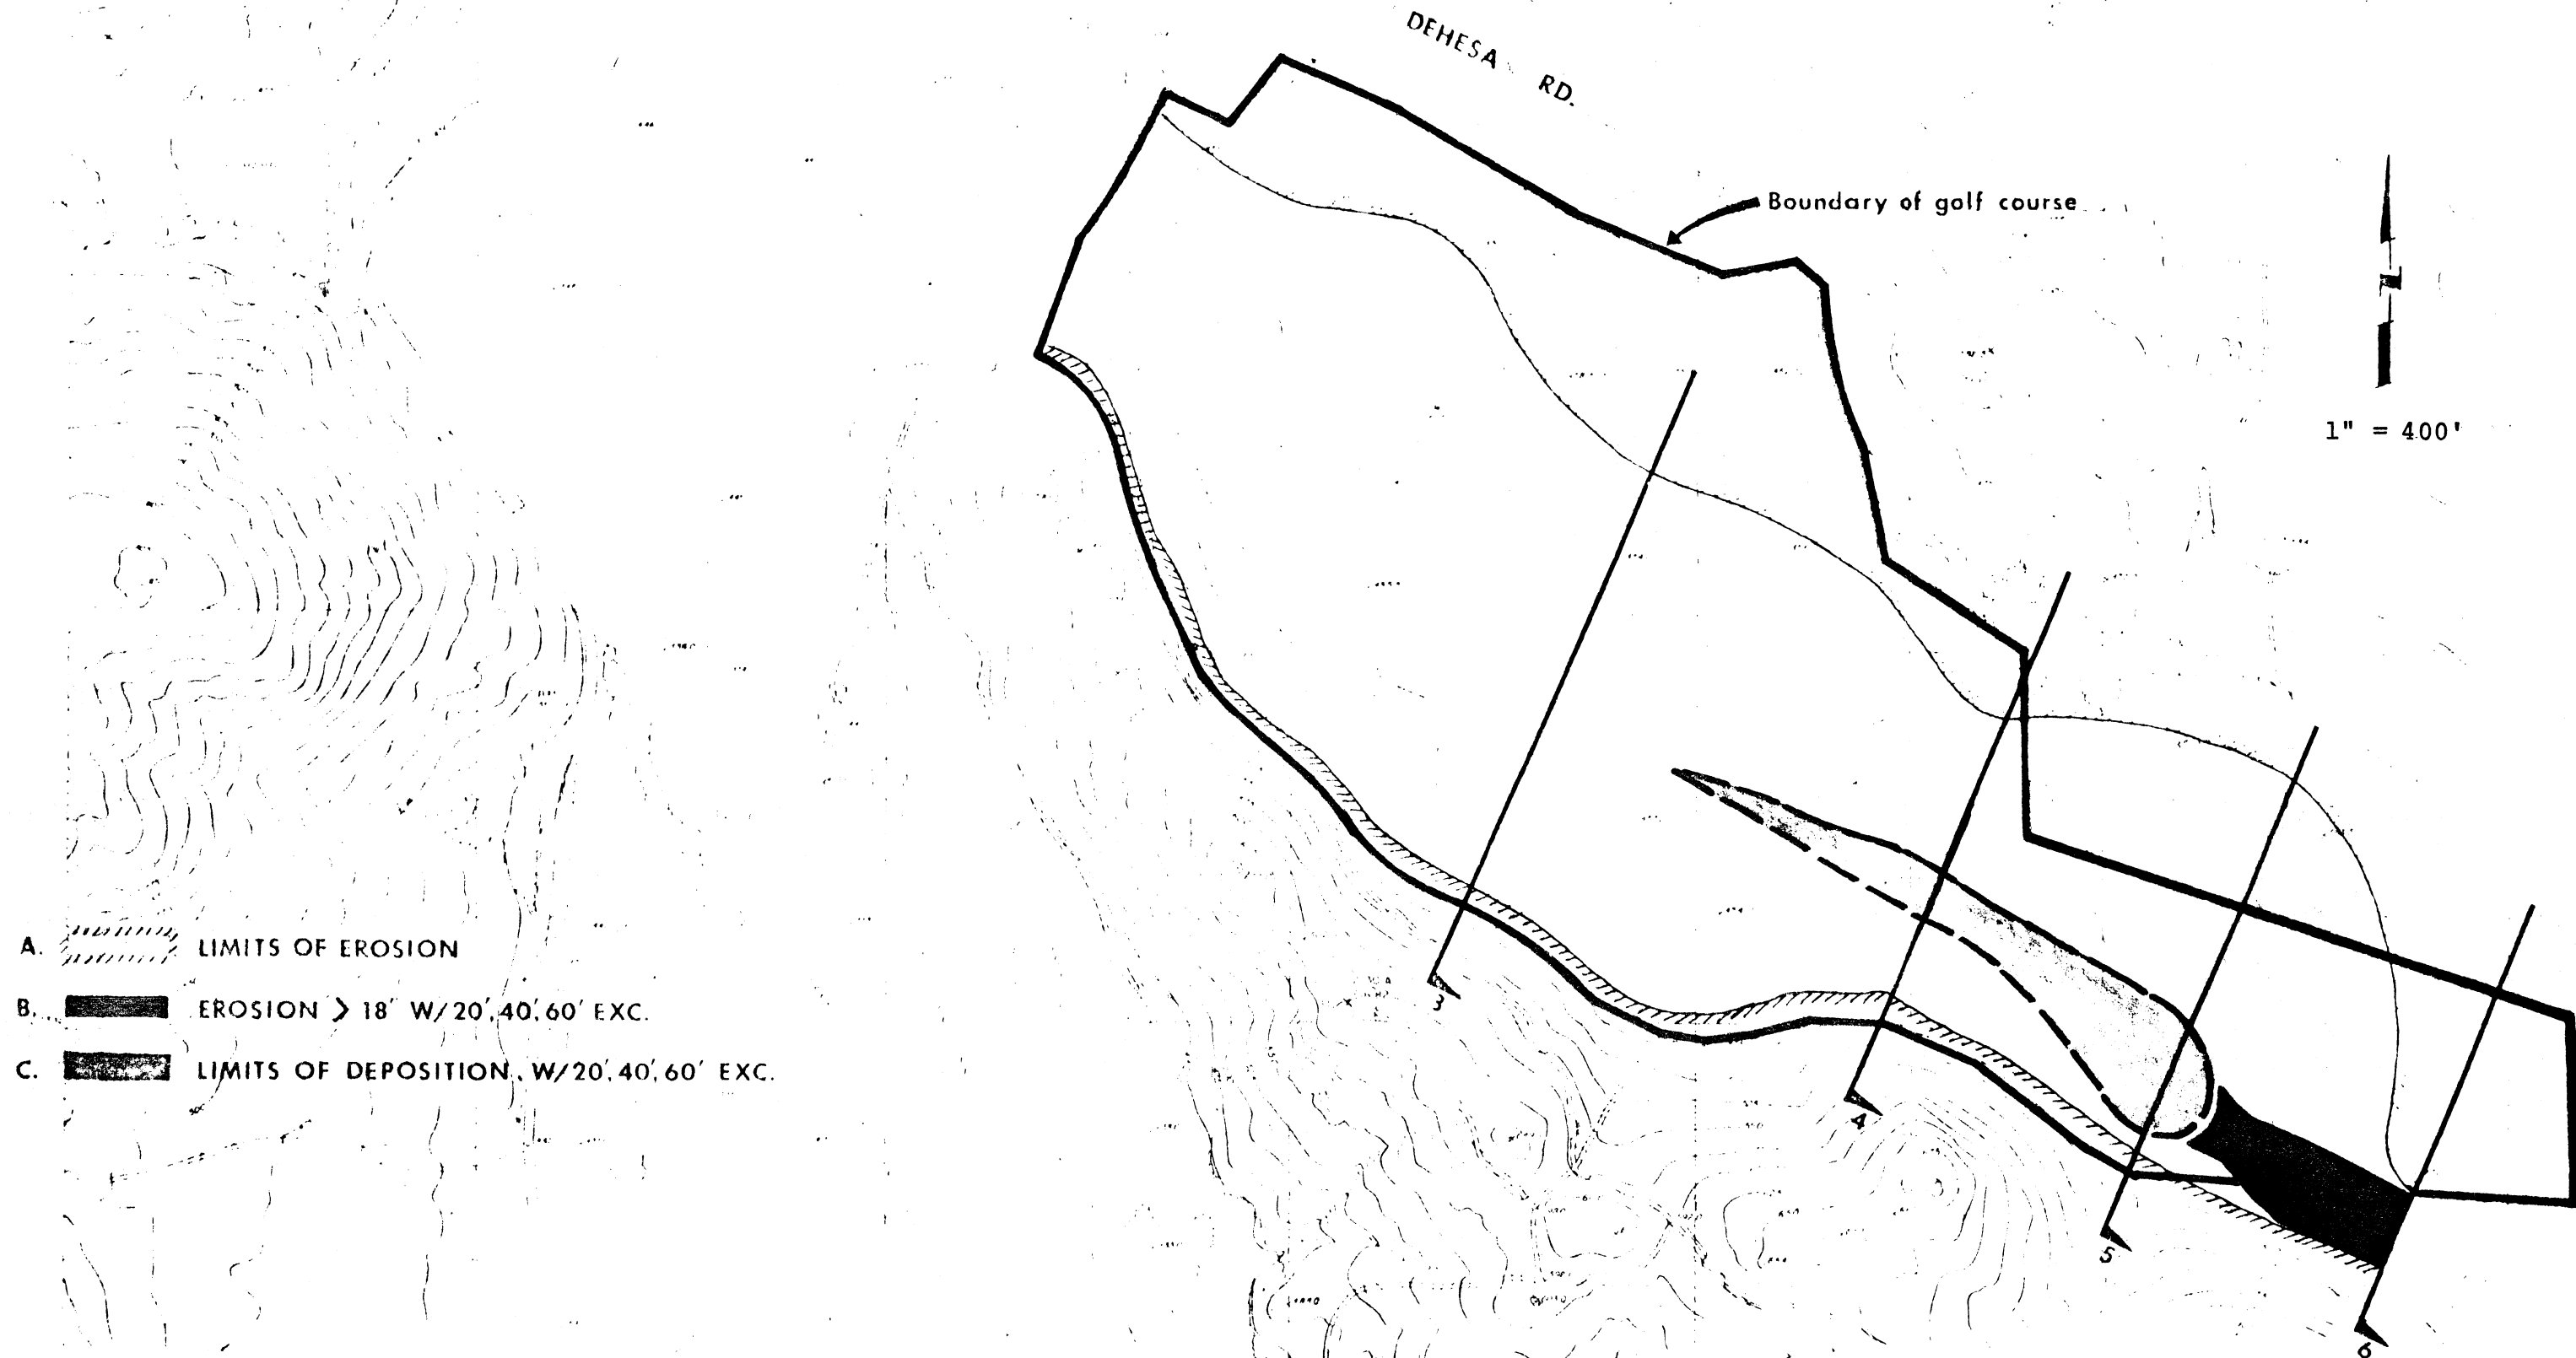 DEHESA RD.
Boundary of golf course
1" = 400'
N
3
4
5
6
A. LIMITS OF EROSION
B. EROSION > 18' W/20',40',60' EXC.
C. LIMITS OF DEPOSITION, W/20',40',60' EXC.